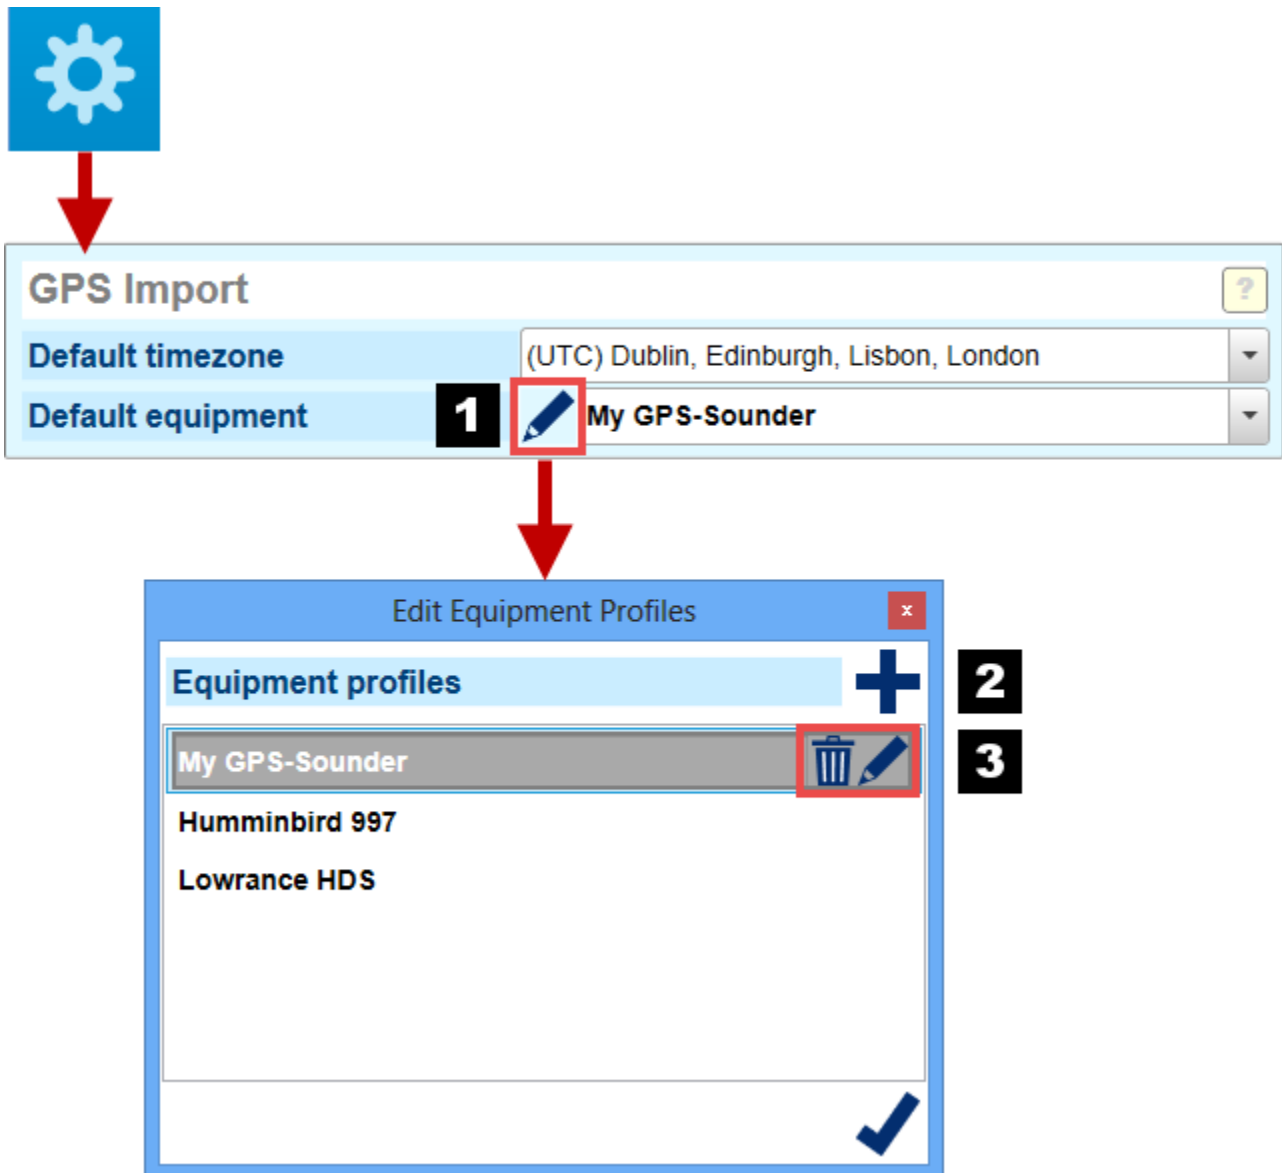 GPS Import
?
Default timezone
(UTC) Dublin, Edinburgh, Lisbon, London
Default equipment
1
My GPS-Sounder
Edit Equipment Profiles
x
Equipment profiles
2
My GPS-Sounder
3
Humminbird 997
Lowrance HDS